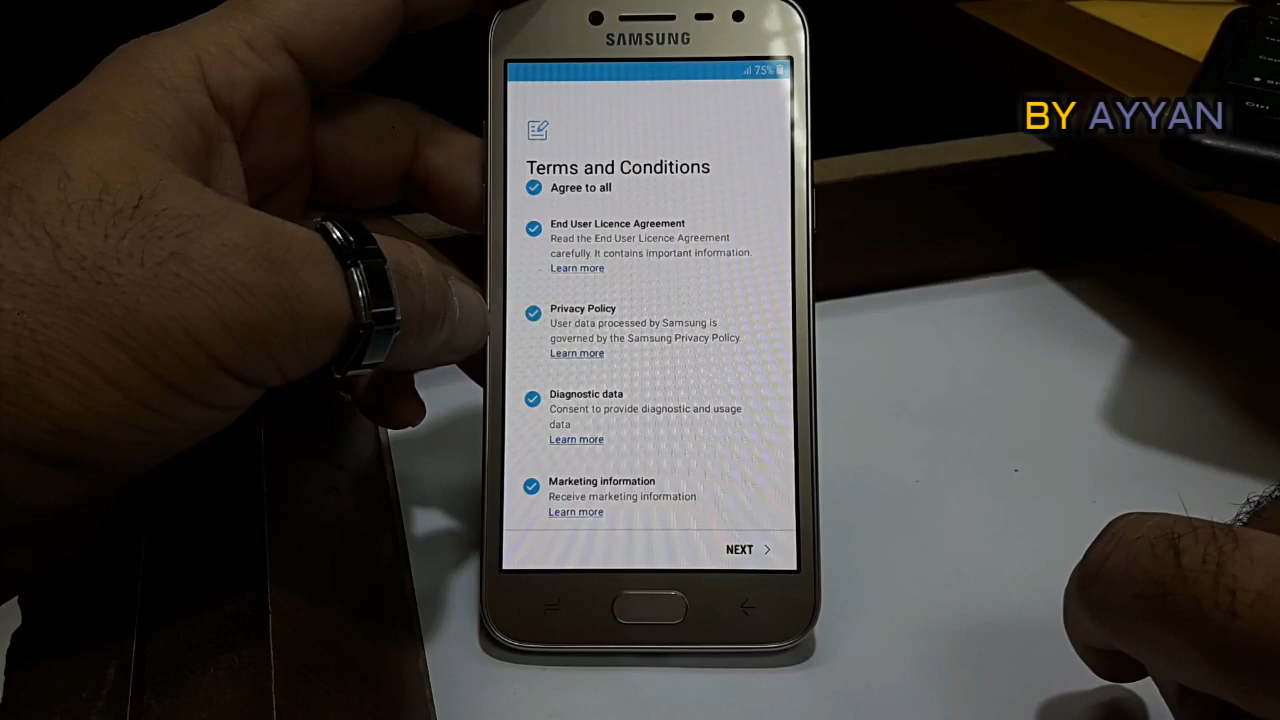 SAMSUNG
75%
BY AYYAN
Terms and Conditions
Agree to all
End User Licence Agreement
Read the End User Licence Agreement
carefully. It contains important information.
Learn more
Privacy Policy
User data processed by Samsung is
governed by the Samsung Privacy Policy.
Learn more
Diagnostic data
Consent to provide diagnostic and usage
data
Learn more
Marketing information
Receive marketing information
Learn more
NEXT
Ctrl